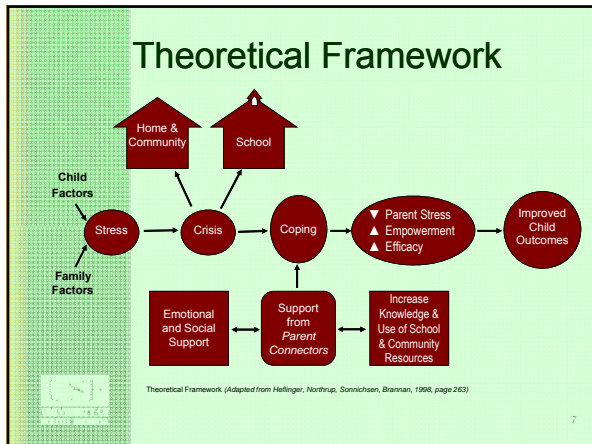 Theoretical Framework
Home &
Community
School
Child
Factors
Stress
Crisis
Coping
▼ Parent Stress
▲ Empowerment
▲ Efficacy
Improved
Child
Outcomes
Family
Factors
Emotional
and Social
Support
Support
from
Parent
Connectors
Increase
Knowledge &
Use of School
& Community
Resources
Theoretical Framework (Adapted from Heflinger, Northrup, Sonnichsen, Brannan, 1998, page 263)
7